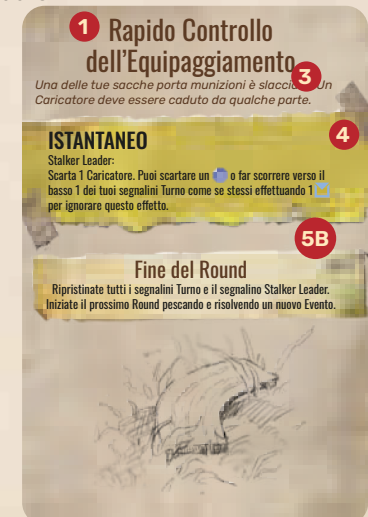 1
Rapido Controllo
dell'Equipaggiamento
3
Una delle tue sacche porta munizioni è Un
Caricatore deve essere caduto da qualche parte.
4
ISTANTANEO
Stalker Leader:
Scarta 1 Caricatore. Puoi scartare un o far scorrere verso il
basso 1 dei tuoi segnalini Turno come se stessi effettuando 1
per ignorare questo effetto.
5B
Fine del Round
Ripristinate tutti i segnalini Turno e il segnalino Stalker Leader.
Iniziate il prossimo Round pescando e risolvendo un nuovo Evento.